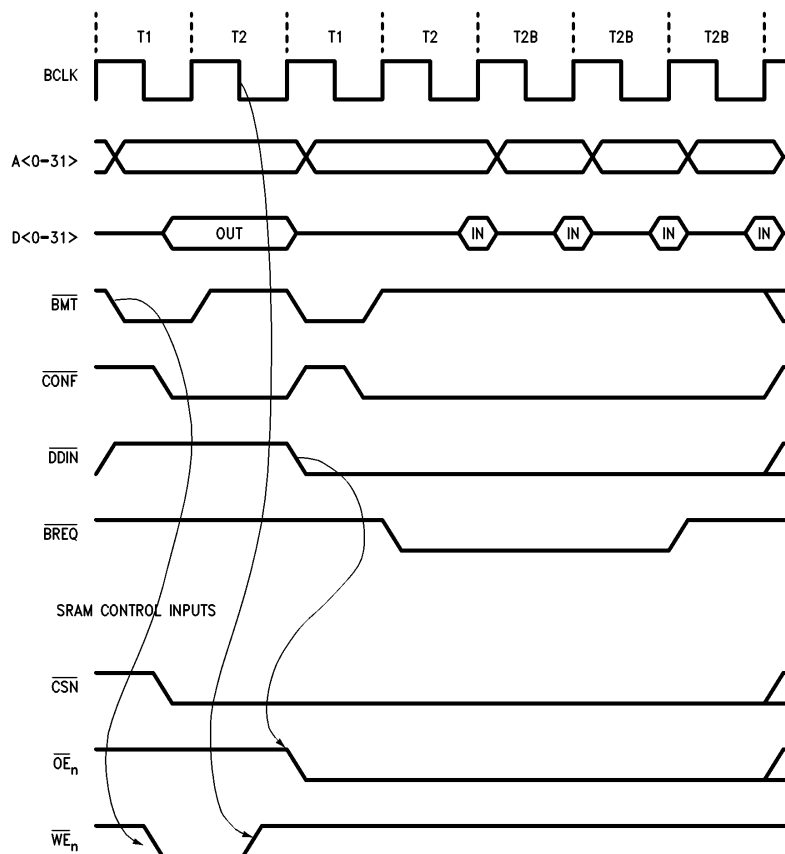 T1 T2 T1 T2 T2B T2B T2B
BCLK
A<0-31>
D<0-31> OUT IN IN IN IN
BMT
CONF
DDIN
BREQ
SRAM CONTROL INPUTS
CSN
OEn
WEn